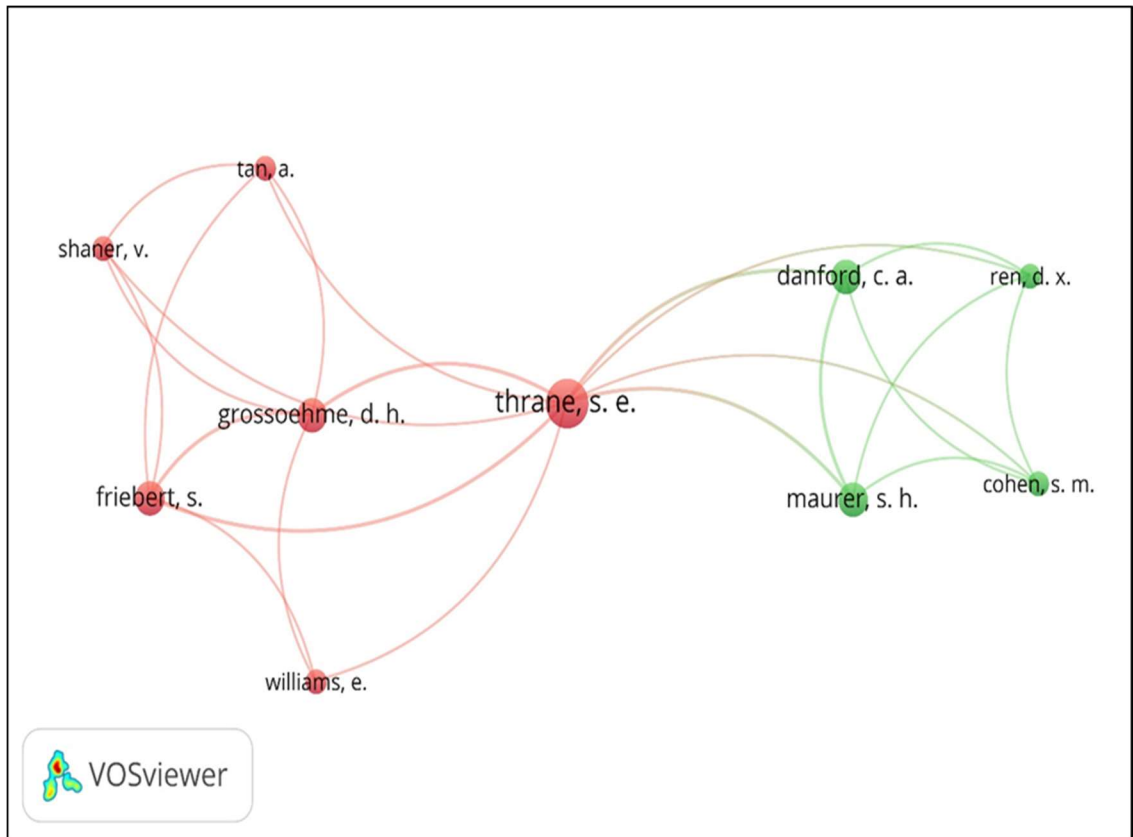 tan, a.
shaner, v.
danford, c. a.
ren, d. x.
thrane, s. e.
grossoehme, d. h.
friebert, s.
maurer, s. h.
cohen, s. m.
williams, e.
VOSviewer